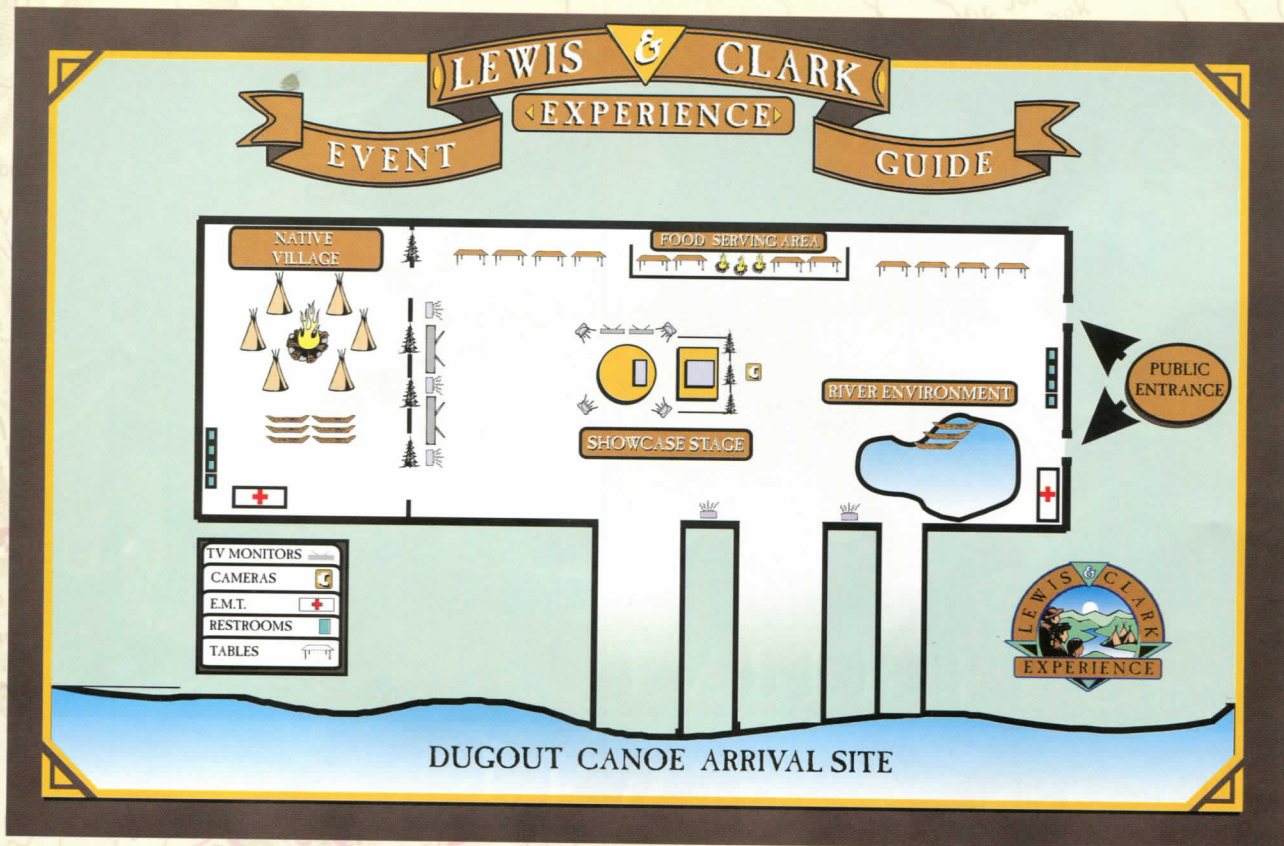 LEWIS & CLARK
EXPERIENCE
EVENT
GUIDE
NATIVE
VILLAGE
FOOD SERVING AREA
PUBLIC
ENTRANCE
RIVER ENVIRONMENT
SHOWCASE STAGE
TV MONITORS
CAMERAS
E.M.T.
RESTROOMS
TABLES
LEWIS & CLARK
EXPERIENCE
DUGOUT CANOE ARRIVAL SITE